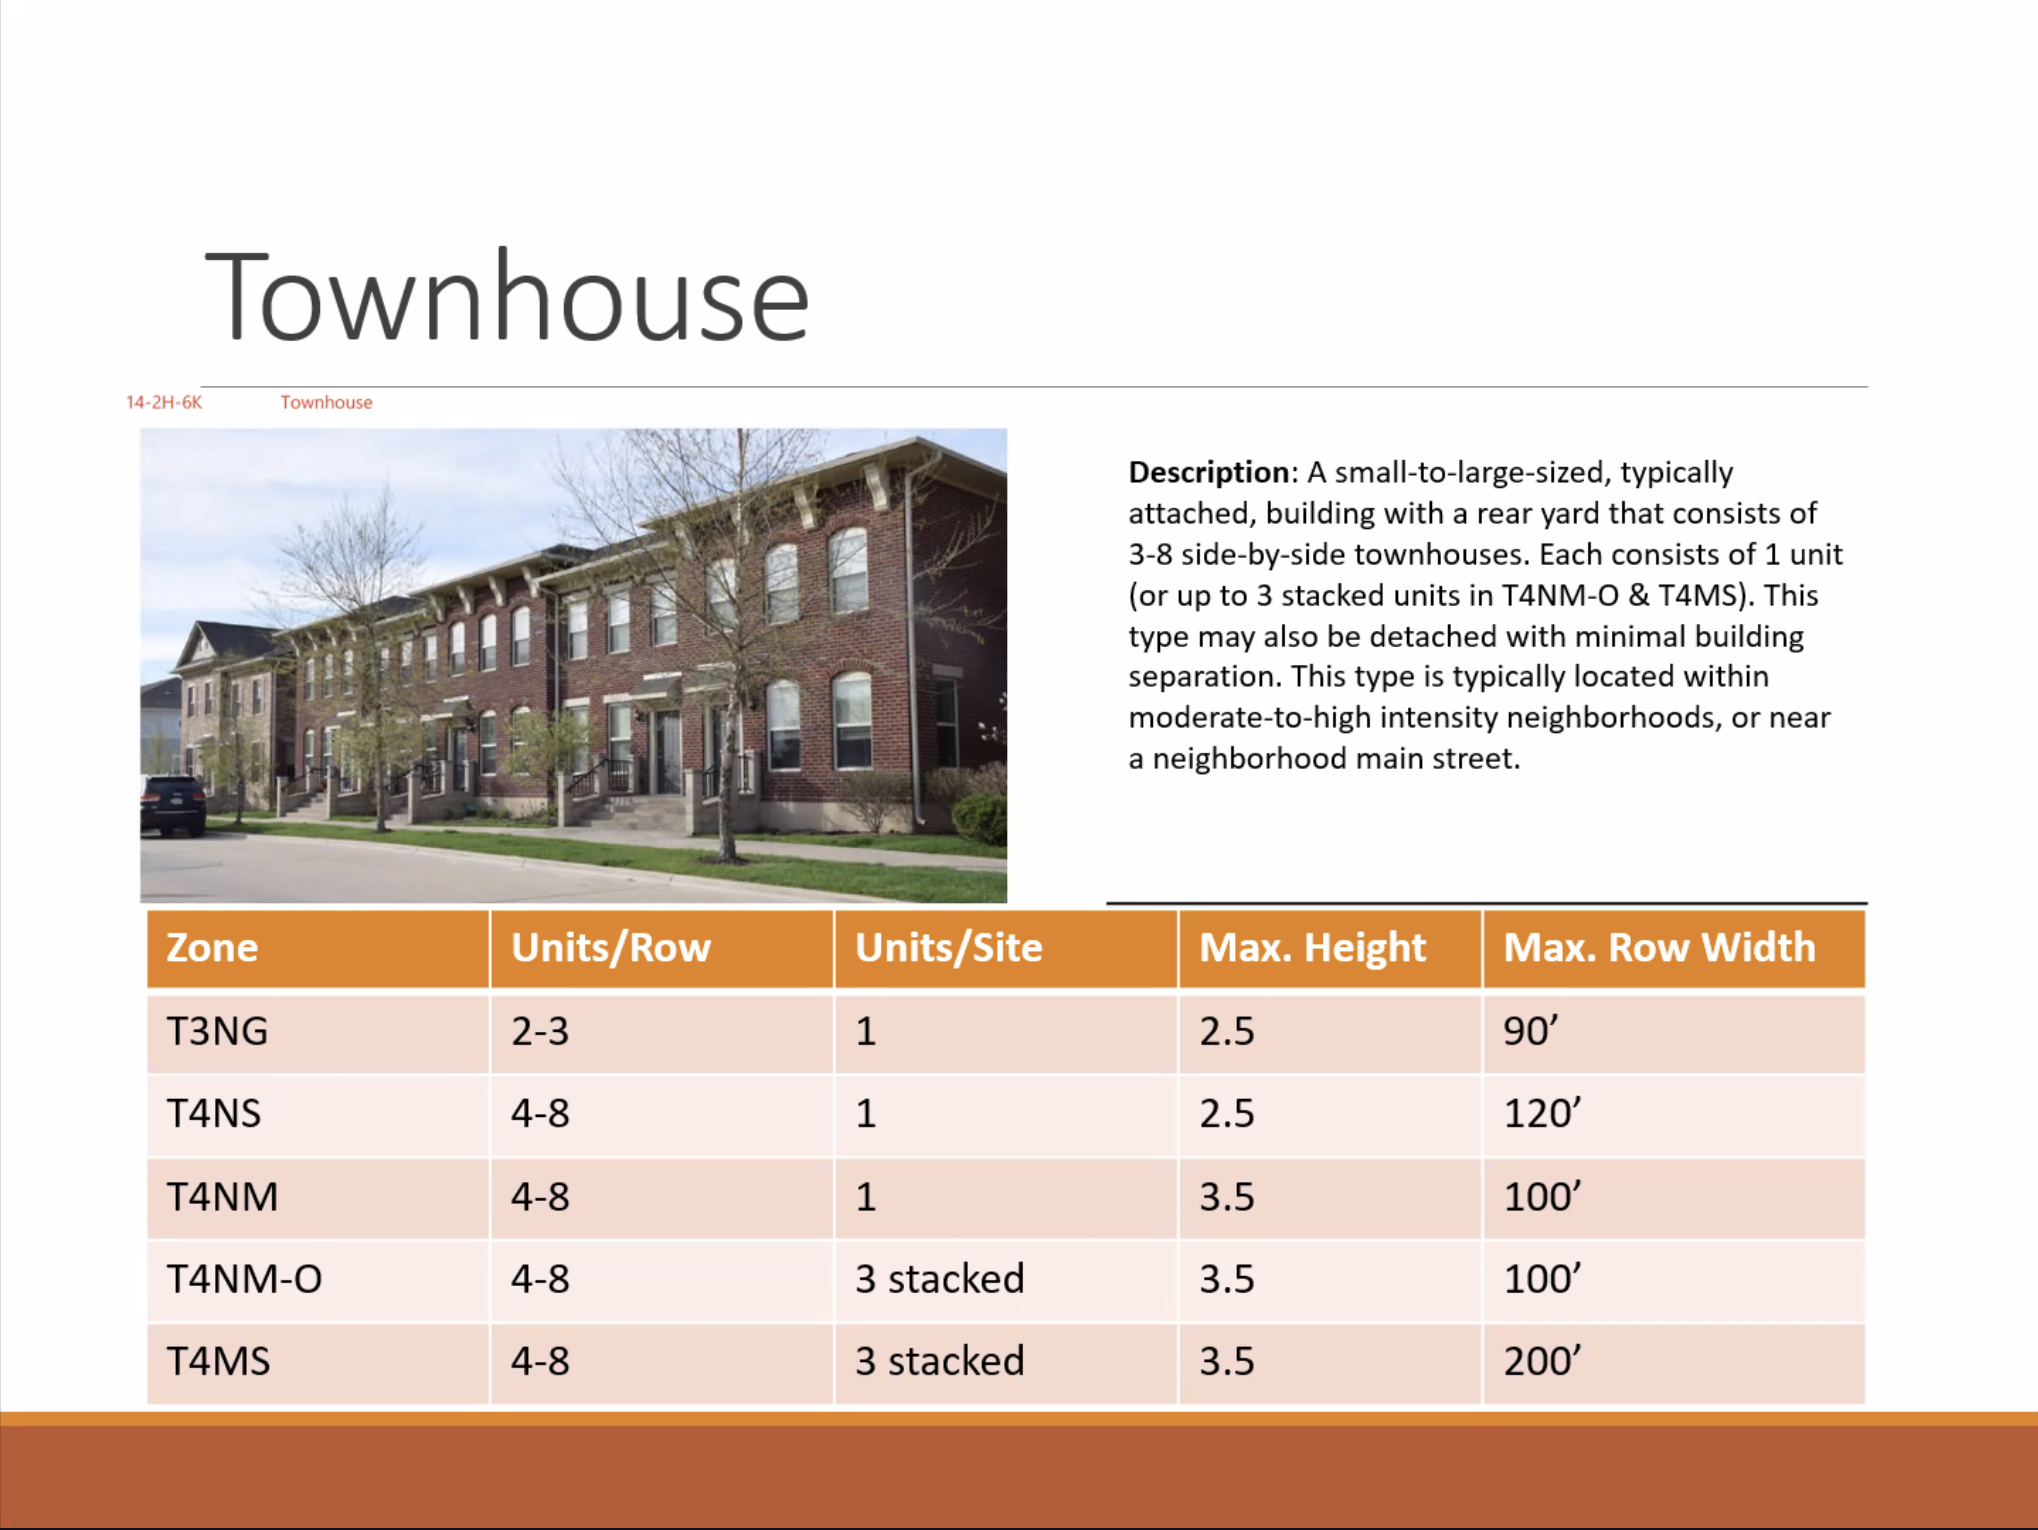 Townhouse
14-2H-6K Townhouse
Description: A small-to-large-sized, typically
attached, building with a rear yard that consists of
3-8 side-by-side townhouses. Each consists of 1 unit
(or up to 3 stacked units in T4NM-O & T4MS). This
type may also be detached with minimal building
separation. This type is typically located within
moderate-to-high intensity neighborhoods, or near
a neighborhood main street.
Zone Units/Row Units/Site Max. Height Max. Row Width
T3NG 2-3 1 2.5 90’
T4NS 4-8 1 2.5 120’
T4NM 4-8 1 3.5 100’
T4NM-O 4-8 3 stacked 3.5 100’
T4MS 4-8 3 stacked 3.5 200’